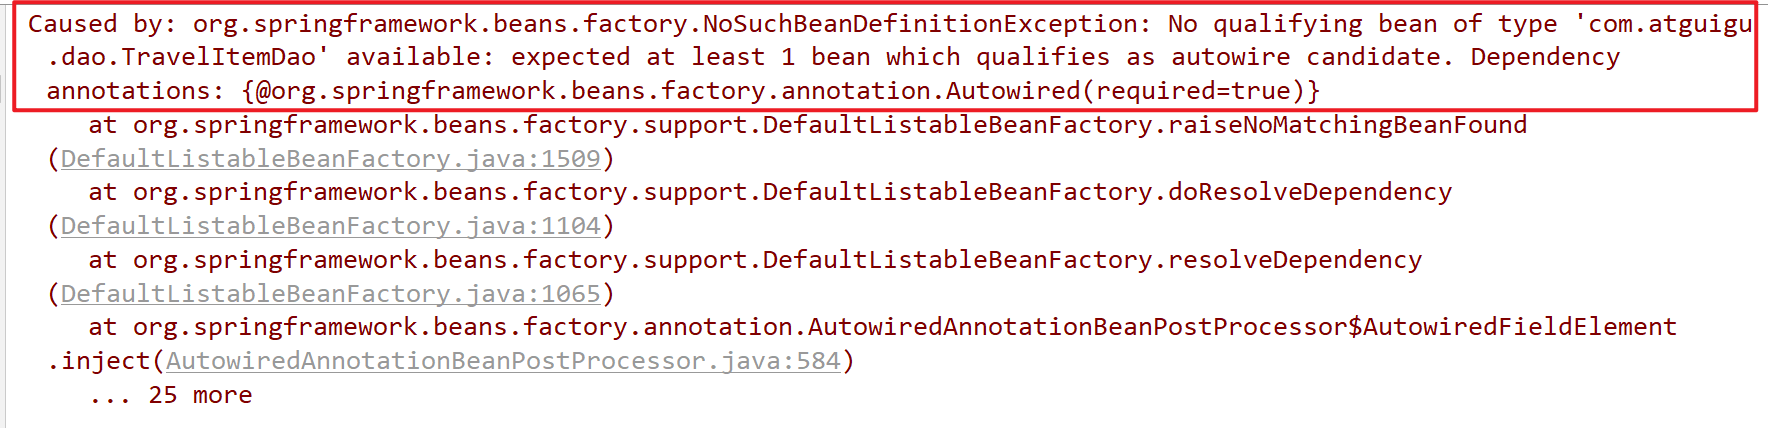 Caused by: org.springframework.beans.factory.NoSuchBeanDefinitionException: No qualifying bean of type 'com.atguigu
.dao.TravelItemDao' available: expected at least 1 bean which qualifies as autowire candidate. Dependency
annotations: {@org.springframework.beans.factory.annotation.Autowired(required=true)}
at org.springframework.beans.factory.support.DefaultListableBeanFactory.raiseNoMatchingBeanFound
(DefaultListableBeanFactory.java:1509)
at org.springframework.beans.factory.support.DefaultListableBeanFactory.doResolveDependency
(DefaultListableBeanFactory.java:1104)
at org.springframework.beans.factory.support.DefaultListableBeanFactory.resolveDependency
(DefaultListableBeanFactory.java:1065)
at org.springframework.beans.factory.annotation.AutowiredAnnotationBeanPostProcessor$AutowiredFieldElement
.inject(AutowiredAnnotationBeanPostProcessor.java:584)
... 25 more